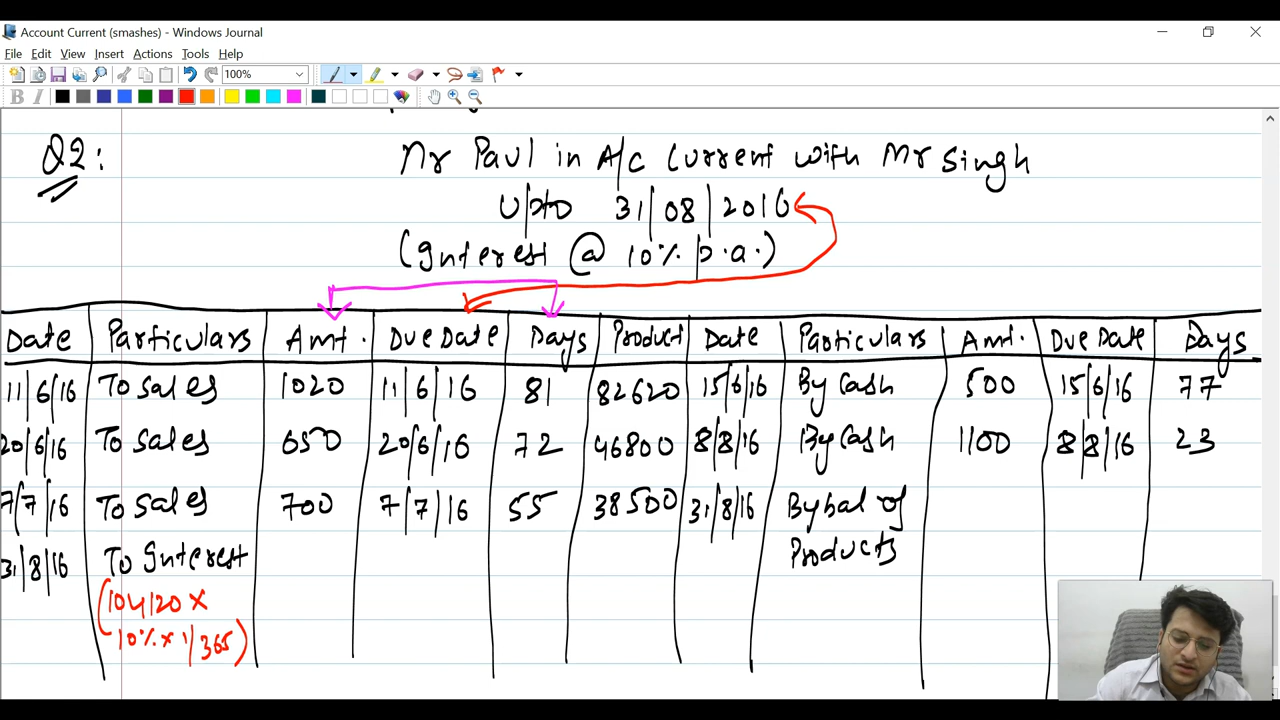 Account Current (smashes) - Windows Journal
File Edit View Insert Actions Tools Help
100%
B I
Q2:
Mr Paul in A/c Current with Mr Singh
Upto 31/08/2016
(Interest @ 10% p.a.)
Date Particulars Amt. Due Date Days Product Date Particulars Amt. Due Date Days
11/6/16 To Sales 1020 11/6/16 81 82620 15/6/16 By Cash 500 15/6/16 77
20/6/16 To Sales 650 20/6/16 72 46800 8/8/16 By Cash 1100 8/8/16 23
7/7/16 To Sales 700 7/7/16 55 38500 31/8/16 By bal of
Products
31/8/16 To Interest
(104120 x
10% x 1/365)